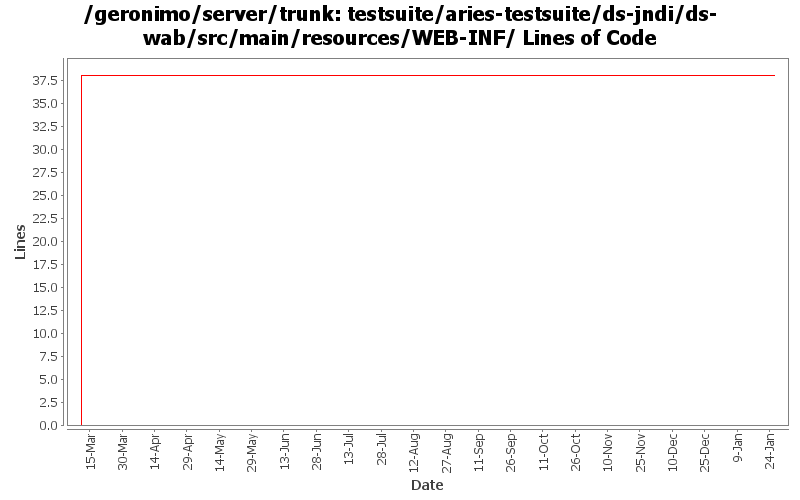 /geronimo/server/trunk: testsuite/aries-testsuite/ds-jndi/ds-
wab/src/main/resources/WEB-INF/ Lines of Code
37.5
35.0
32.5
30.0
27.5
25.0
22.5
20.0
17.5
15.0
12.5
10.0
7.5
5.0
2.5
0.0
Lines
15-Mar
30-Mar
14-Apr
29-Apr
14-May
29-May
13-Jun
28-Jun
13-Jul
28-Jul
12-Aug
27-Aug
11-Sep
26-Sep
11-Oct
26-Oct
10-Nov
25-Nov
10-Dec
25-Dec
9-Jan
24-Jan
Date